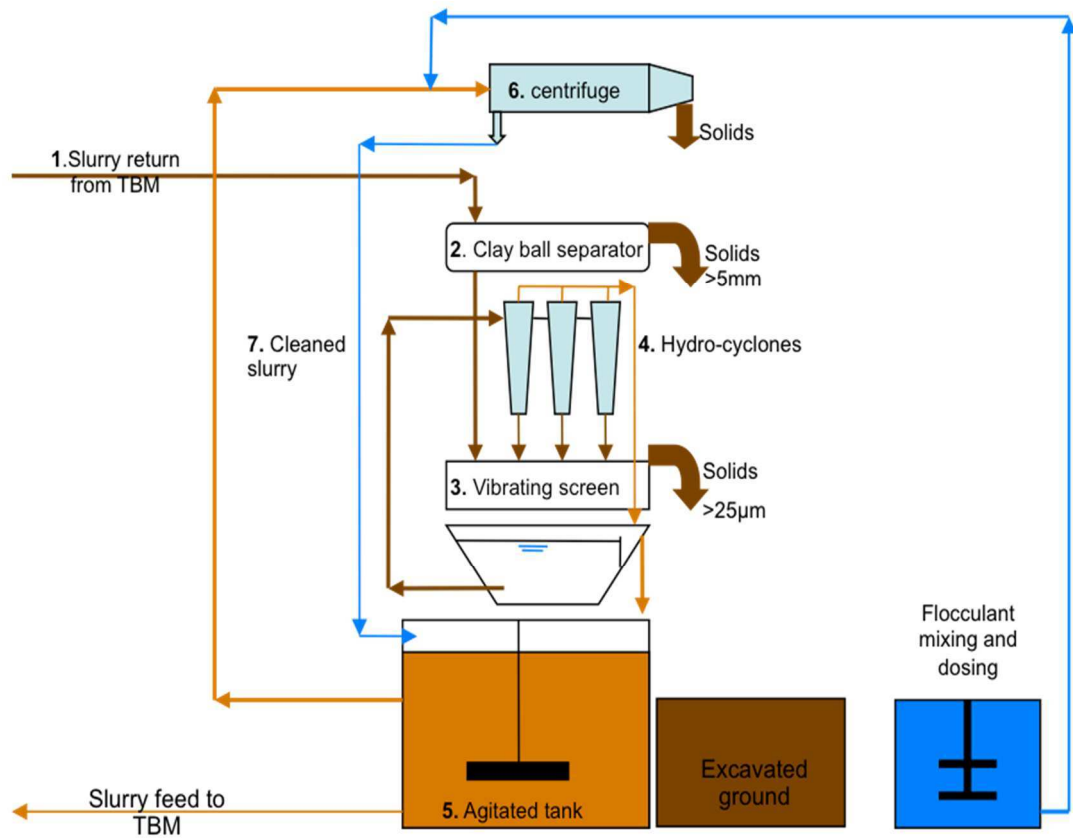 6. centrifuge
Solids
1.Slurry return
from TBM
2. Clay ball separator
Solids
>5mm
7. Cleaned
slurry
4. Hydro-cyclones
3. Vibrating screen
Solids
>25µm
Flocculant
mixing and
dosing
Excavated
ground
Slurry feed to
TBM
5. Agitated tank